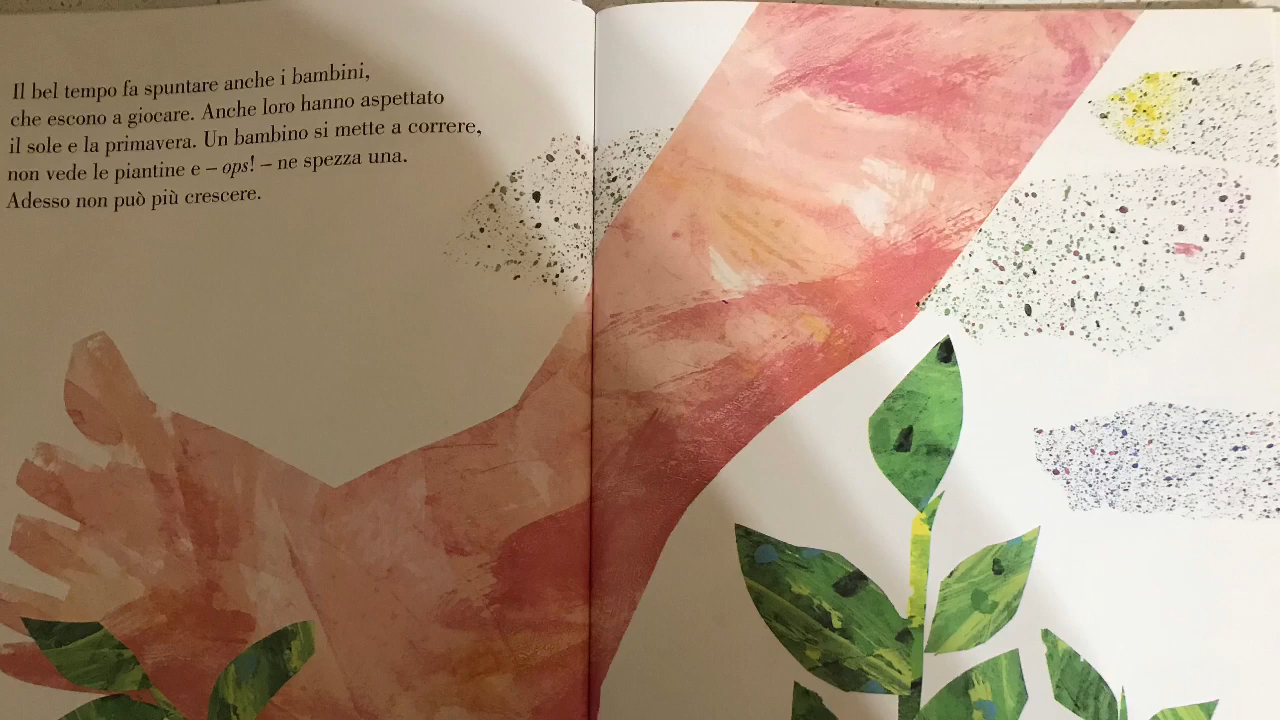 Il bel tempo fa spuntare anche i bambini,
che escono a giocare. Anche loro hanno aspettato
il sole e la primavera. Un bambino si mette a correre,
non vede le piantine e – ops! – ne spezza una.
Adesso non può più crescere.